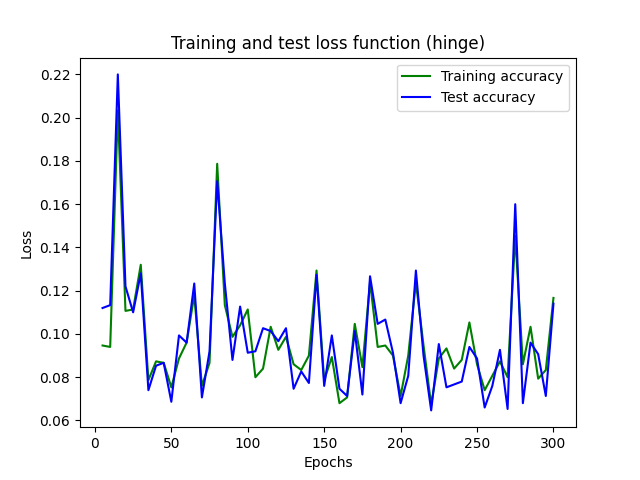 Training and test loss function (hinge)
Training accuracy
Test accuracy
Loss
0.22
0.20
0.18
0.16
0.14
0.12
0.10
0.08
0.06
0 50 100 150 200 250 300
Epochs